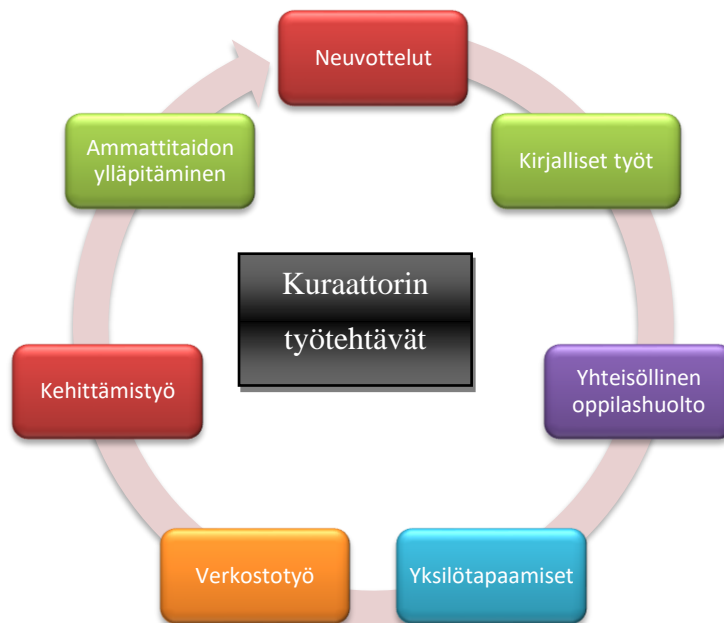 Neuvottelut
Kirjalliset työt
Yhteisöllinen
oppilashuolto
Yksilötapaamiset
Verkostotyö
Kehittämistyö
Ammattitaidon
ylläpitäminen
Kuraattorin
työtehtävät